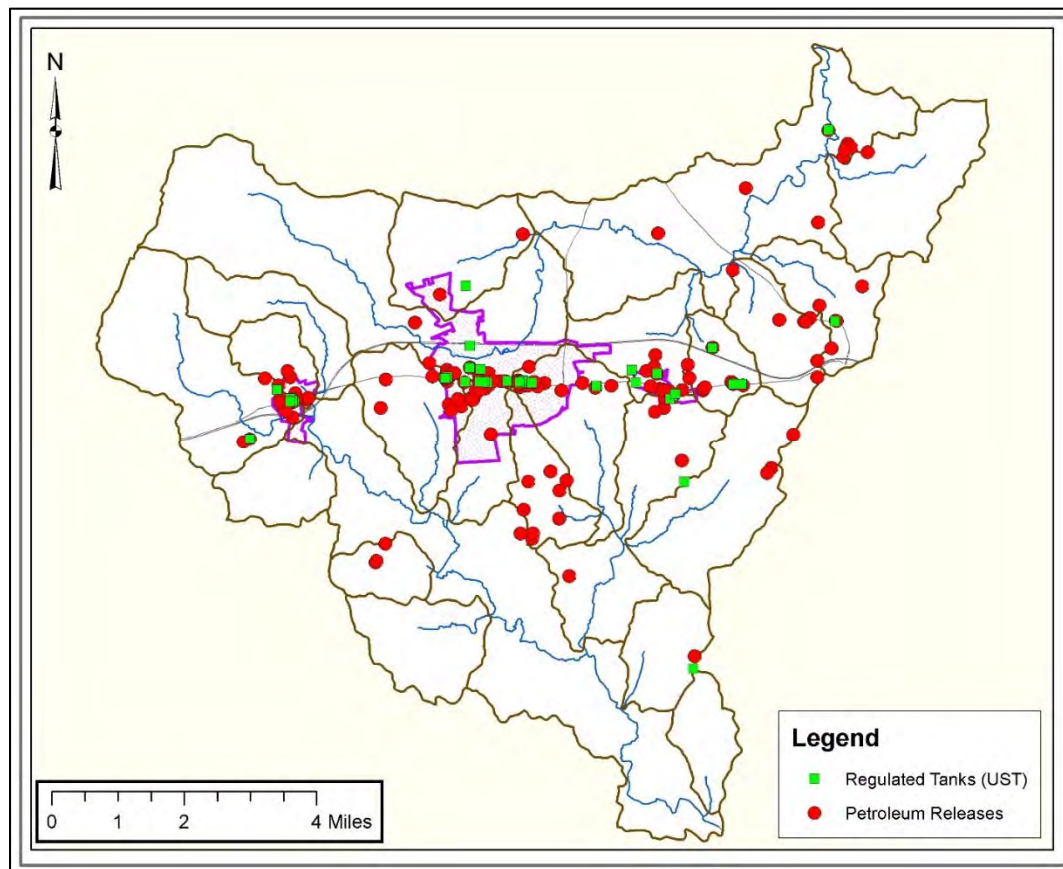 N
Legend
Regulated Tanks (UST)
Petroleum Releases
0 1 2 4 Miles